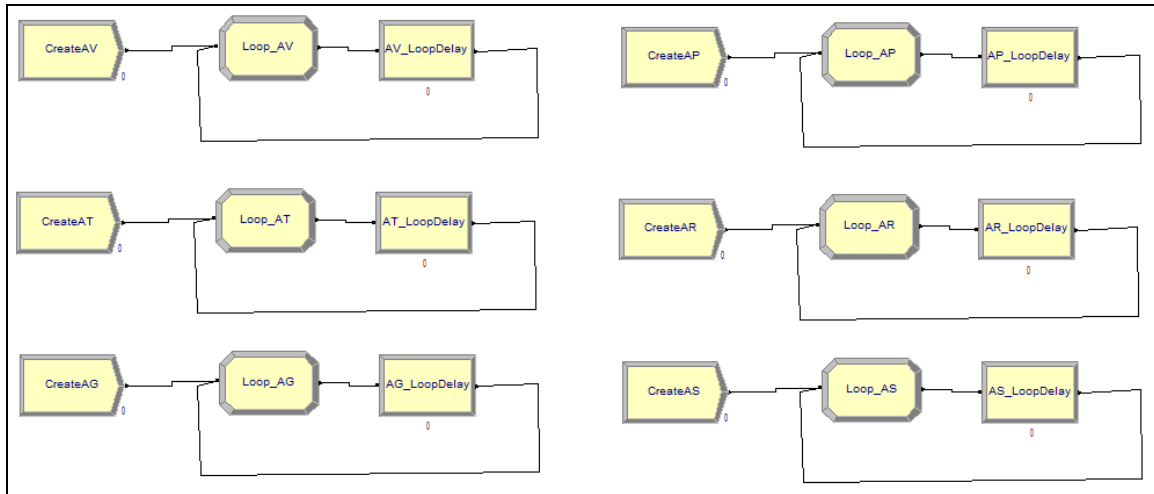 CreateAV
Loop_AV
AV_LoopDelay
0
0
CreateAP
Loop_AP
AP_LoopDelay
0
0
CreateAT
Loop_AT
AT_LoopDelay
0
0
CreateAR
Loop_AR
AR_LoopDelay
0
0
CreateAG
Loop_AG
AG_LoopDelay
0
0
CreateAS
Loop_AS
AS_LoopDelay
0
0